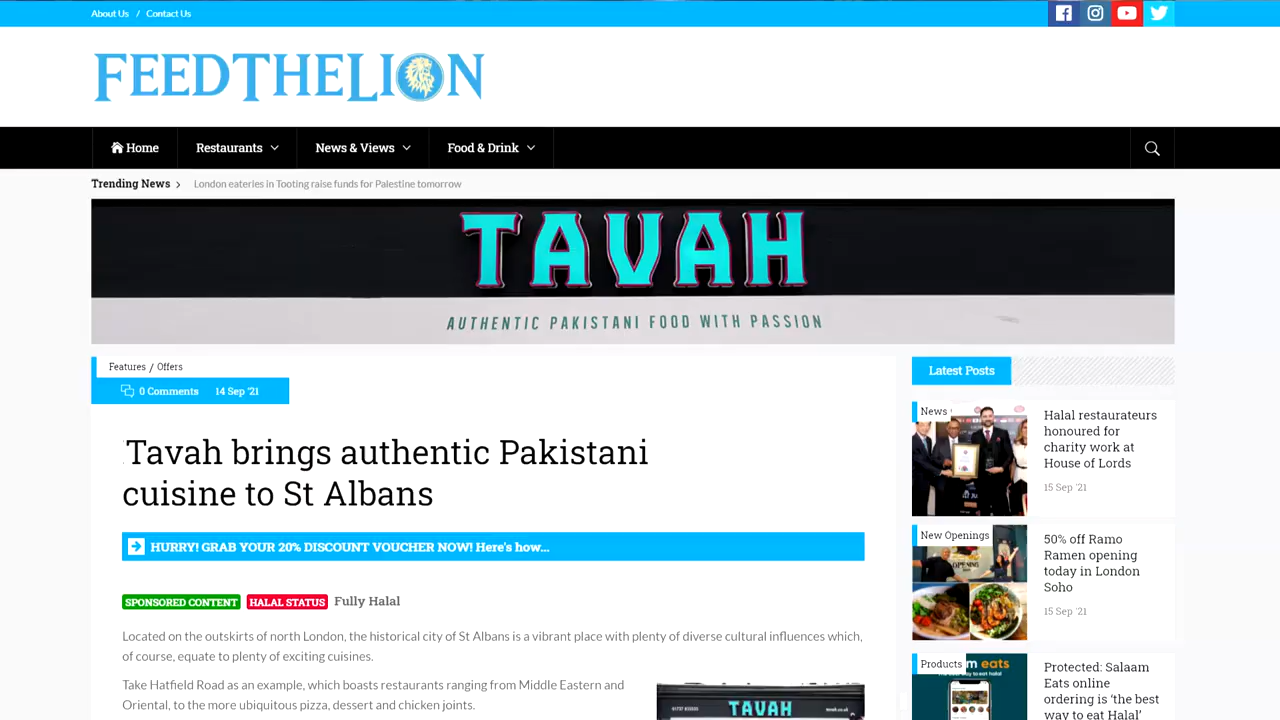 About Us / Contact Us
FEEDTHELION
Home
Restaurants
News & Views
Food & Drink
Trending News
London eateries in Tooting raise funds for Palestine tomorrow
TAVAH
AUTHENTIC PAKISTANI FOOD WITH PASSION
Features / Offers
0 Comments 14 Sep '21
Tavah brings authentic Pakistani
cuisine to St Albans
HURRY! GRAB YOUR 20% DISCOUNT VOUCHER NOW! Here's how...
SPONSORED CONTENT HALAL STATUS Fully Halal
Located on the outskirts of north London, the historical city of St Albans is a vibrant place with plenty of diverse cultural influences which,
of course, equate to plenty of exciting cuisines.
Take Hatfield Road as an example, which boasts restaurants ranging from Middle Eastern and
Oriental, to the more ubiquitous pizza, dessert and chicken joints.
TAVAH
tavah.co.uk
Latest Posts
News
Halal restaurateurs
honoured for
charity work at
House of Lords
15 Sep '21
New Openings
OPENING
50% off Ramo
Ramen opening
today in London
Soho
15 Sep '21
Products
m eats
Protected: Salaam
Eats online
ordering is ‘the best
way to eat Halal’